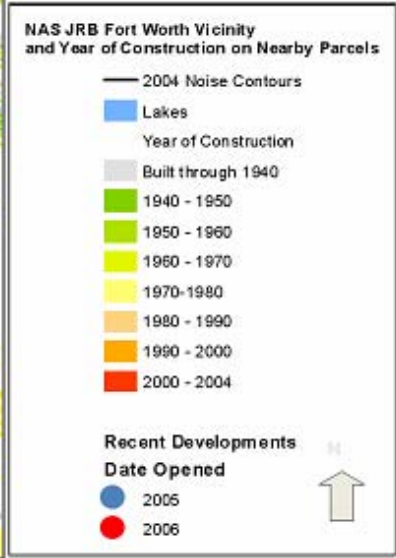 NAS JRB Fort Worth Vicinity
and Year of Construction on Nearby Parcels
2004 Noise Contours
Lakes
Year of Construction
Built through 1940
1940 - 1950
1950 - 1960
1960 - 1970
1970-1980
1980 - 1990
1990 - 2000
2000 - 2004
Recent Developments
Date Opened
N
2005
2006